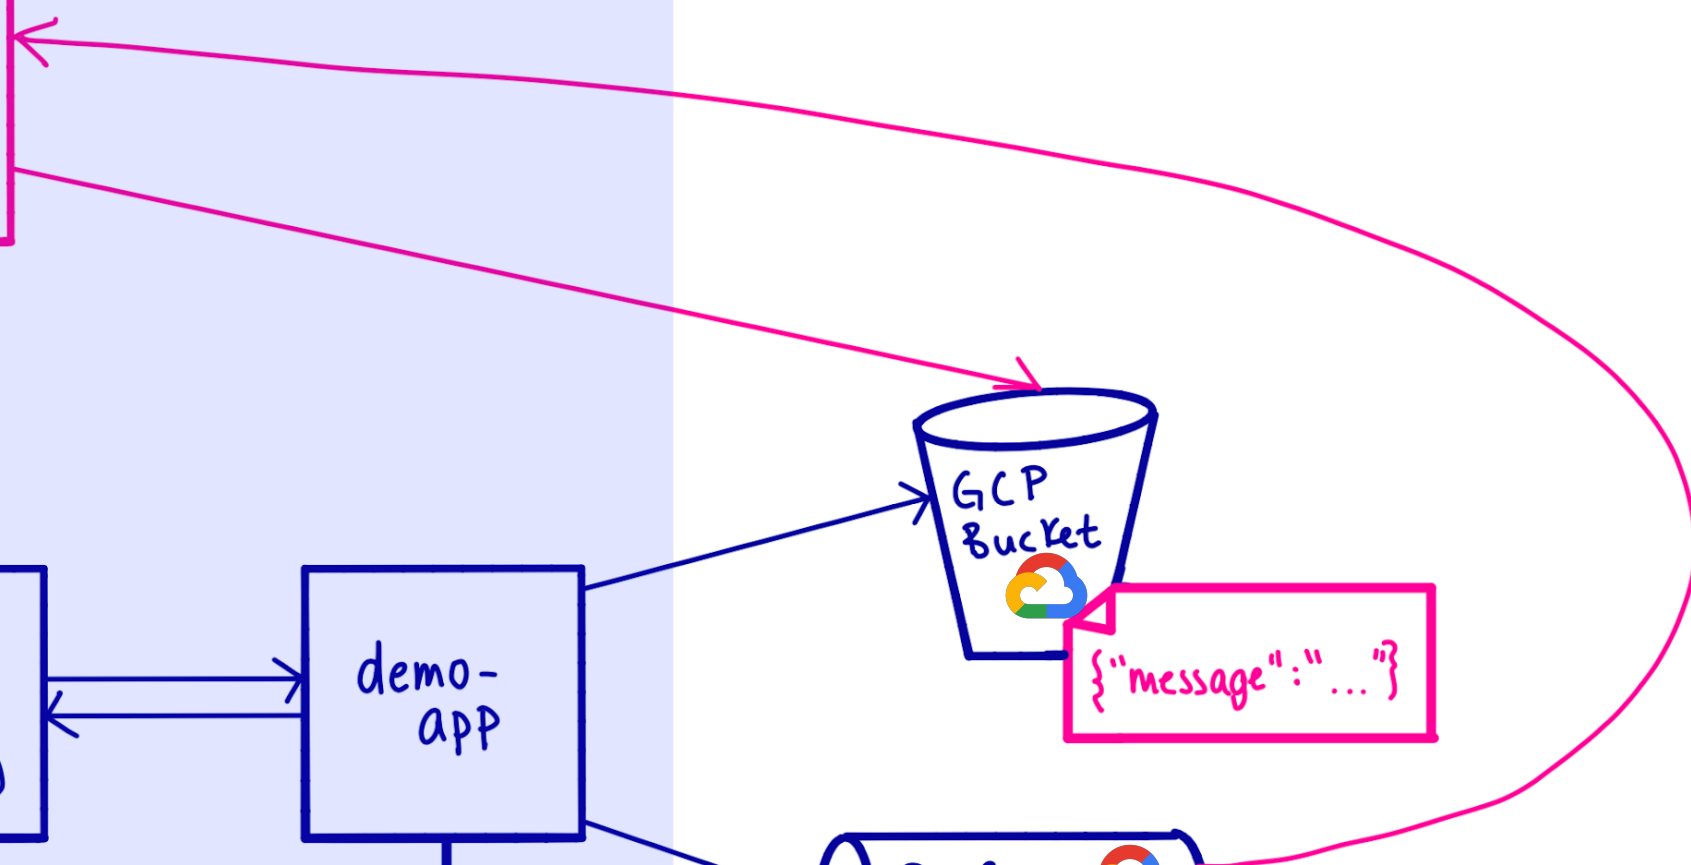 GCP
Bucket
{"message":"..."}
demo-
app